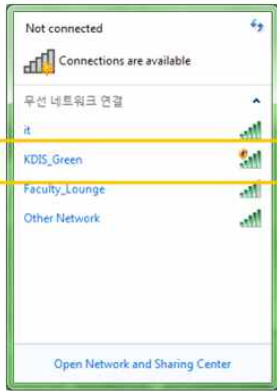 Not connected
Connections are available
무선 네트워크 연결
it
KDIS_Green
Faculty_Lounge
Other Network
Open Network and Sharing Center